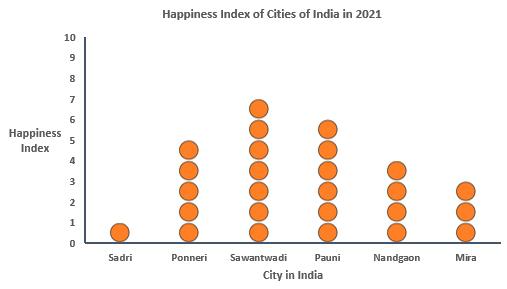 Happiness Index of Cities of India in 2021
10
9
8
7
6
5
4
3
2
1
0
Happiness
Index
Sadri Ponneri Sawantwadi Pauni Nandgaon Mira
City in India